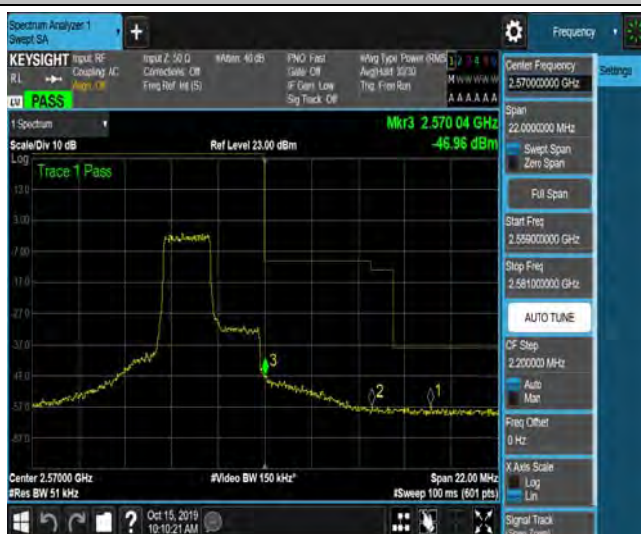 Spectrum Analyzer 1
Swept SA
Frequency
KEYSIGHT
RL
Input: RF
Coupling: AC
Align: Off
Input Z: 50 Ω
Corrections: Off
Freq Ref: Int (S)
#Atten: 40 dB
PNO: Fast
Gate: Off
IF Gain: Low
Sig Track: Off
#Avg Type: Power (RMS
Avg|Hold: 30/30
Trig: Free Run
1 2 3 4 5 6
M W W W W W
A A A A A A
PASS
1 Spectrum
Scale/Div 10 dB
Ref Level 23.00 dBm
Mkr3 2.570 04 GHz
-46.96 dBm
Log
Trace 1 Pass
13.0
3.00
-7.00
-17.0
-27.0
-37.0
-47.0
-57.0
-67.0
3
2
1
Center 2.57000 GHz
#Video BW 150 kHz*
Span 22.00 MHz
#Res BW 51 kHz
#Sweep 100 ms (601 pts)
?
Oct 15, 2019
10:10:21 AM
Center Frequency
2.570000000 GHz
Settings
Span
22.0000000 MHz
Swept Span
Zero Span
Full Span
Start Freq
2.559000000 GHz
Stop Freq
2.581000000 GHz
AUTO TUNE
CF Step
2.200000 MHz
Auto
Man
Freq Offset
0 Hz
X Axis Scale
Log
Lin
Signal Track